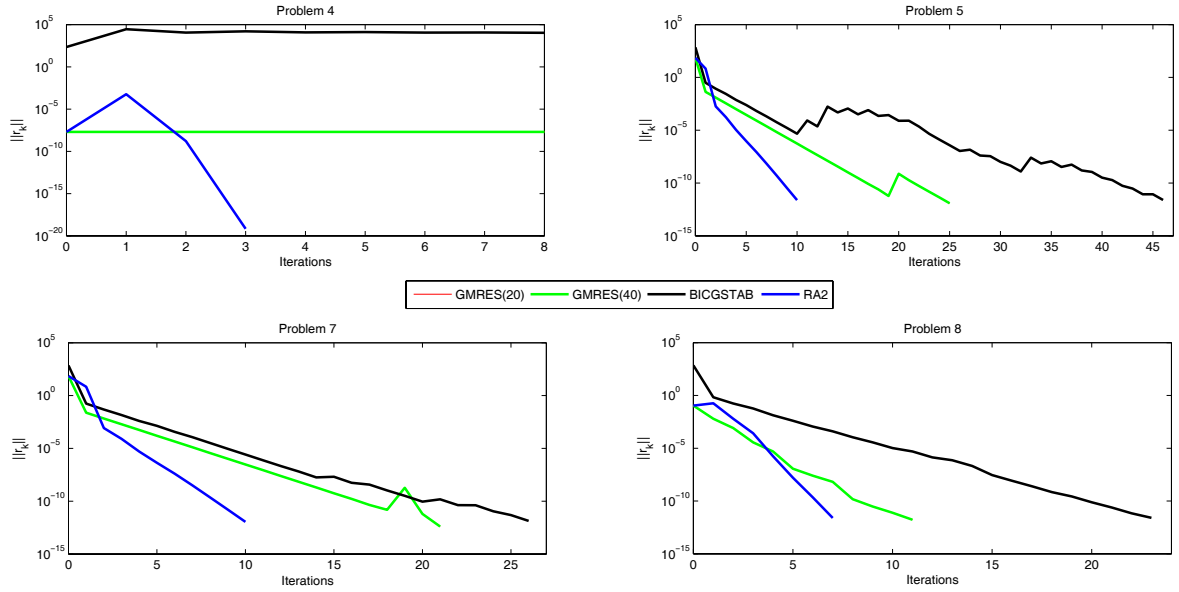 Problem 4
10^5
10^0
10^−5
10^−10
10^−15
10^−20
||r_k||
0 1 2 3 4 5 6 7 8
Iterations
Problem 5
10^5
10^0
10^−5
10^−10
10^−15
||r_k||
0 5 10 15 20 25 30 35 40 45
Iterations
GMRES(20) GMRES(40) BICGSTAB RA2
Problem 7
10^5
10^0
10^−5
10^−10
10^−15
||r_k||
0 5 10 15 20 25
Iterations
Problem 8
10^5
10^0
10^−5
10^−10
10^−15
||r_k||
0 5 10 15 20
Iterations